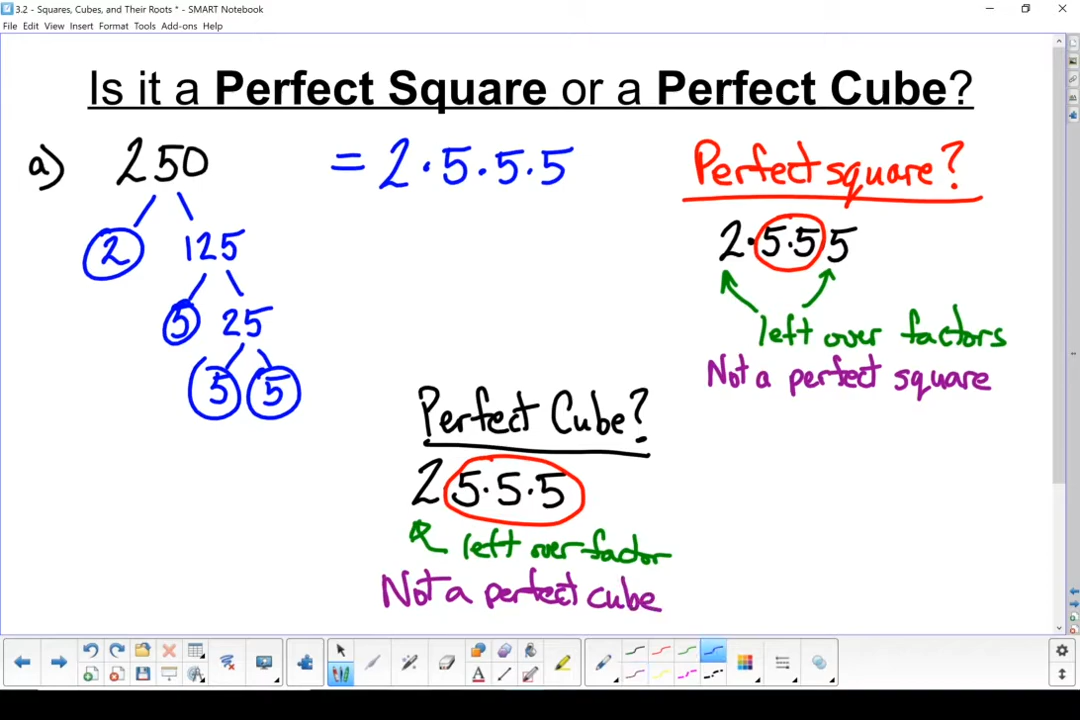 3.2 - Squares, Cubes, and Their Roots * - SMART Notebook
File Edit View Insert Format Tools Add-ons Help
Is it a Perfect Square or a Perfect Cube?
a) 250 = 2·5·5·5
2 125
5 25
5 5
Perfect square?
2·5·5 5
left over factors
Not a perfect square
Perfect Cube?
2 5·5·5
left over factor
Not a perfect cube